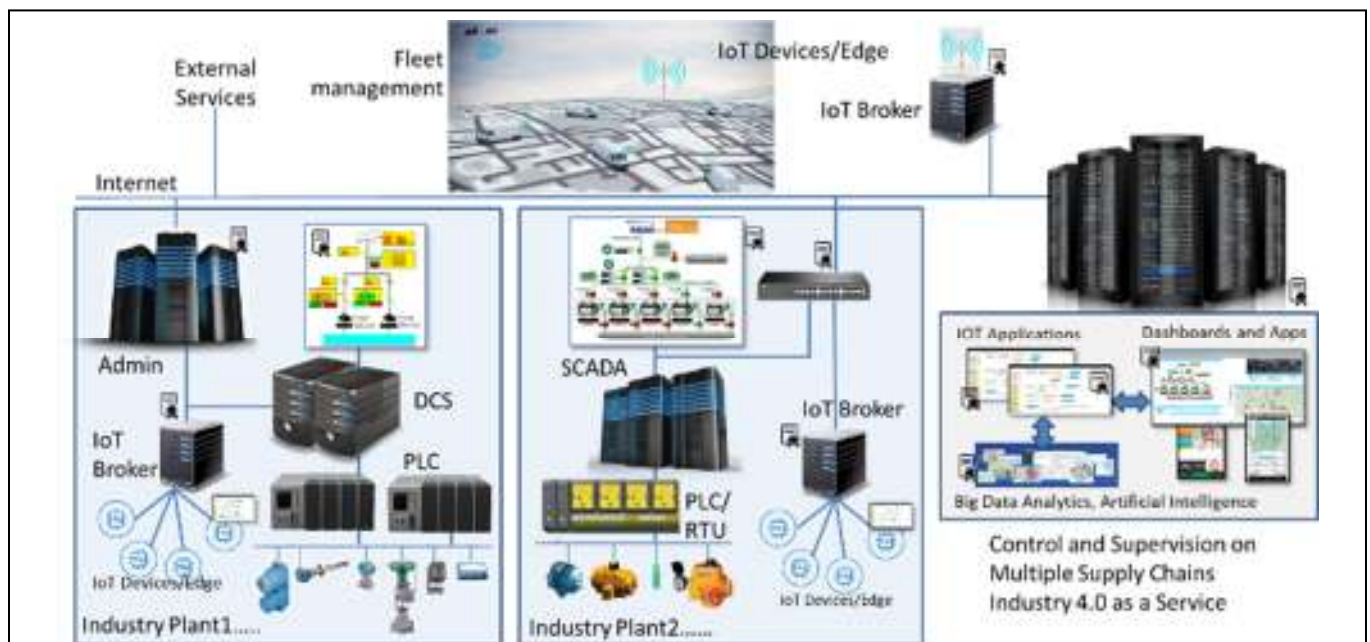 External
Services
Fleet
management
IoT Devices/Edge
IoT Broker
Internet
Admin
DCS
IoT
Broker
PLC
IoT Devices/Edge
Industry Plant1.....
SCADA
IoT Broker
PLC/
RTU
IoT Devices/Edge
Industry Plant2......
IOT Applications
Dashboards and Apps
Big Data Analytics, Artificial Intelligence
Control and Supervision on
Multiple Supply Chains
Industry 4.0 as a Service